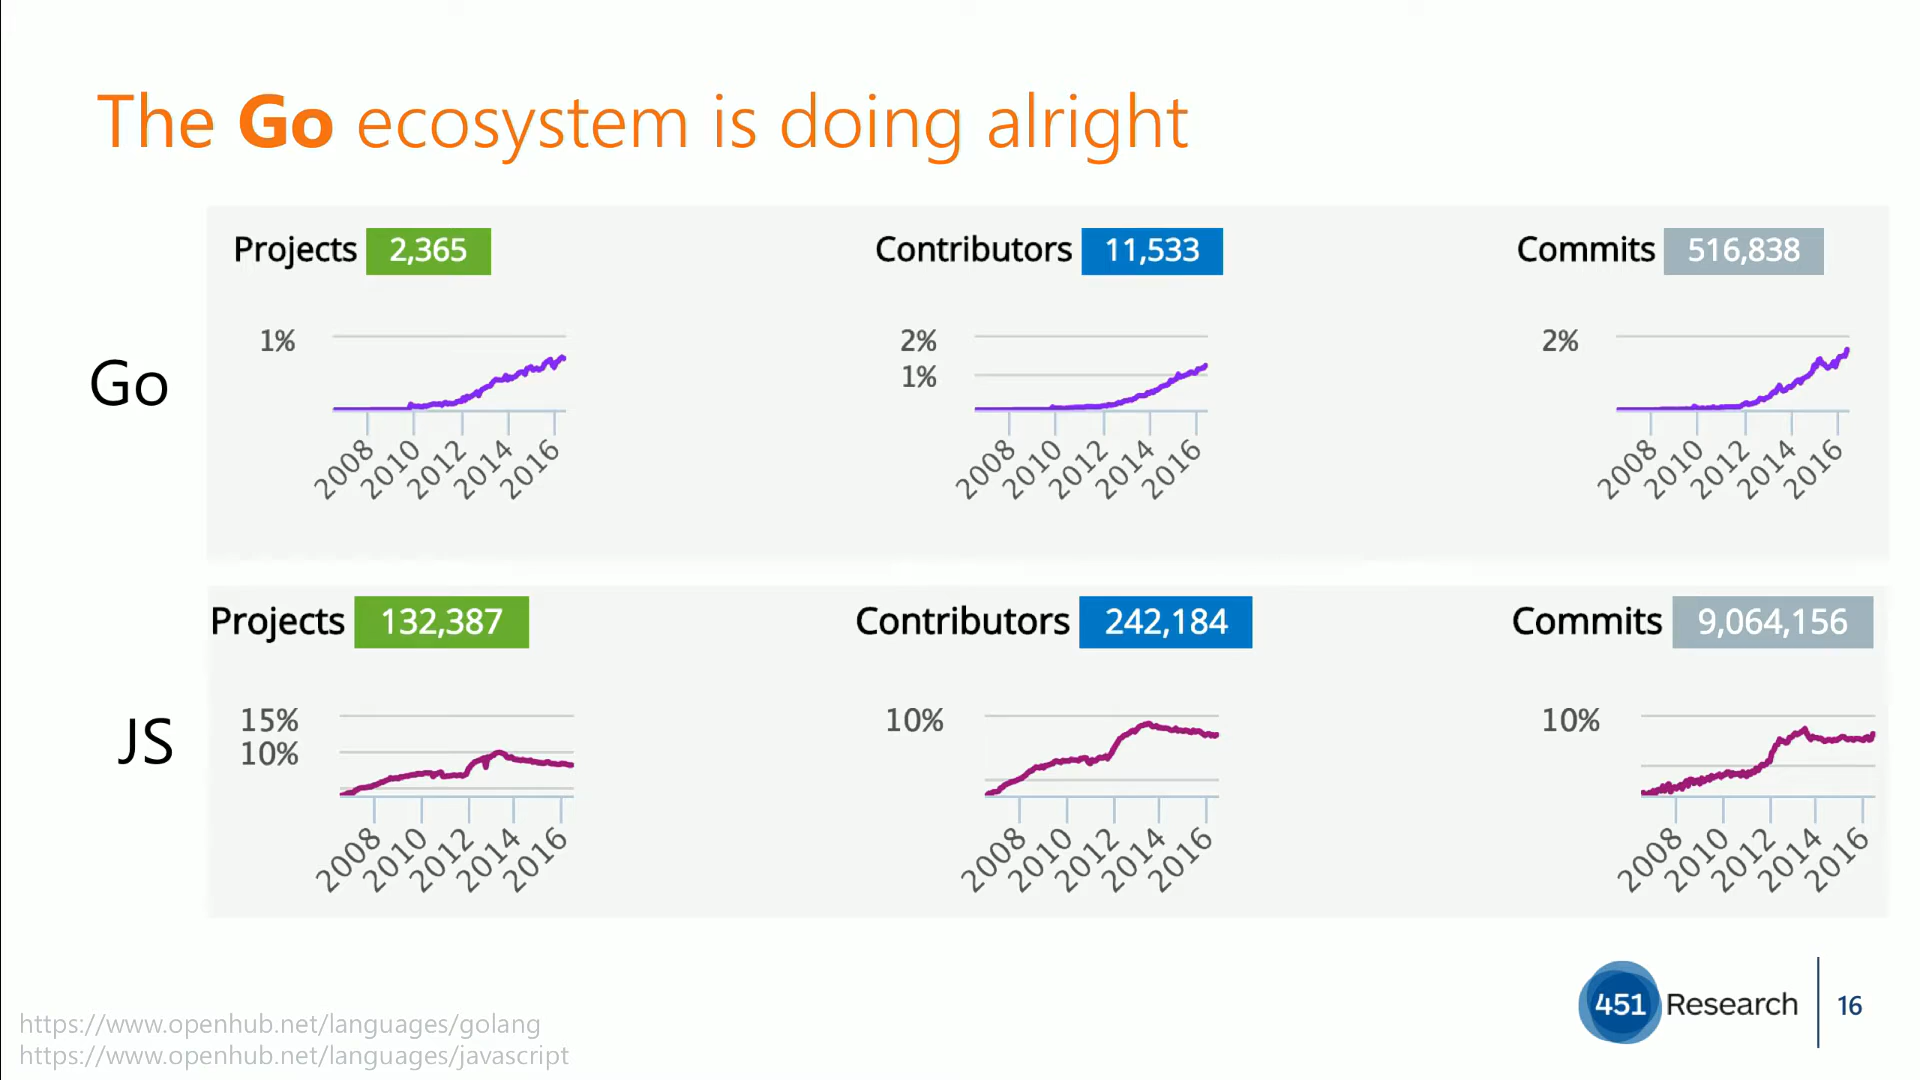 The Go ecosystem is doing alright
Projects 2,365
Contributors 11,533
Commits 516,838
Go
1%
2008 2010 2012 2014 2016
2%
1%
2008 2010 2012 2014 2016
2%
2008 2010 2012 2014 2016
Projects 132,387
Contributors 242,184
Commits 9,064,156
JS
15%
10%
2008 2010 2012 2014 2016
10%
2008 2010 2012 2014 2016
10%
2008 2010 2012 2014 2016
451 Research 16
https://www.openhub.net/languages/golang
https://www.openhub.net/languages/javascript